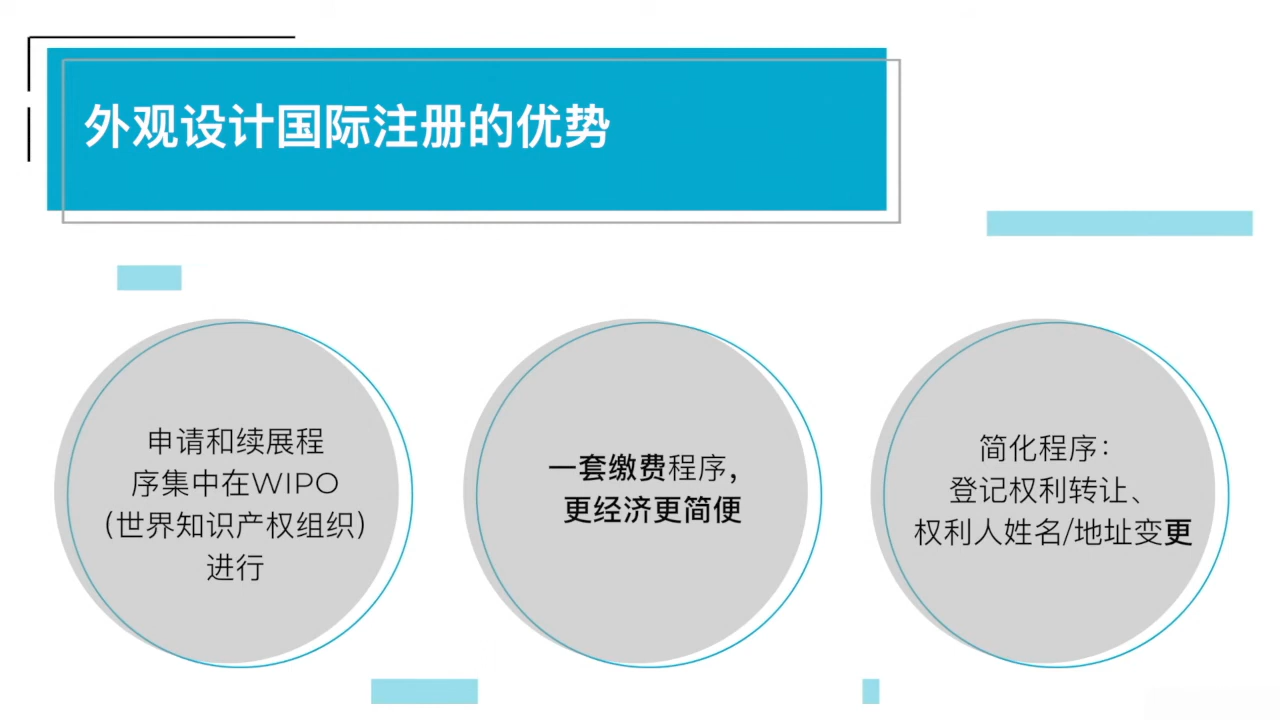 外观设计国际注册的优势
申请和续展程
序集中在WIPO
（世界知识产权组织）
进行
一套缴费程序，
更经济更简便
简化程序：
登记权利转让、
权利人姓名/地址变更